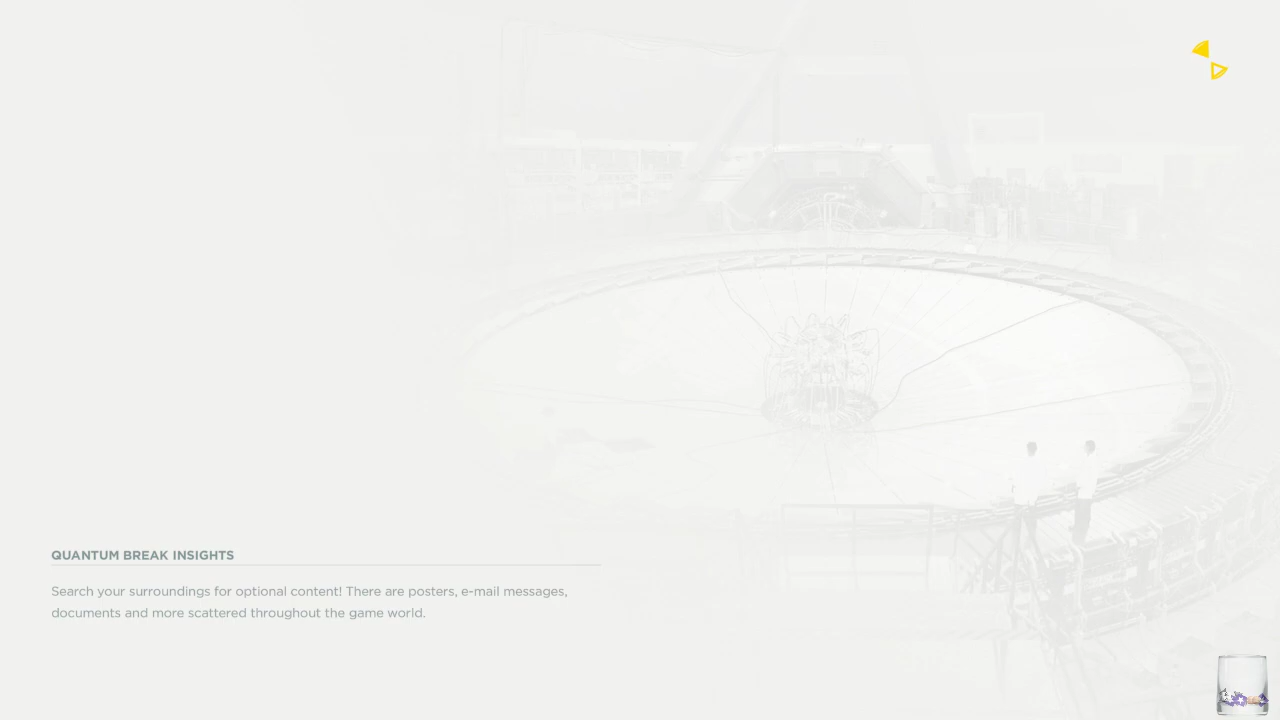 QUANTUM BREAK INSIGHTS
Search your surroundings for optional content! There are posters, e-mail messages,
documents and more scattered throughout the game world.